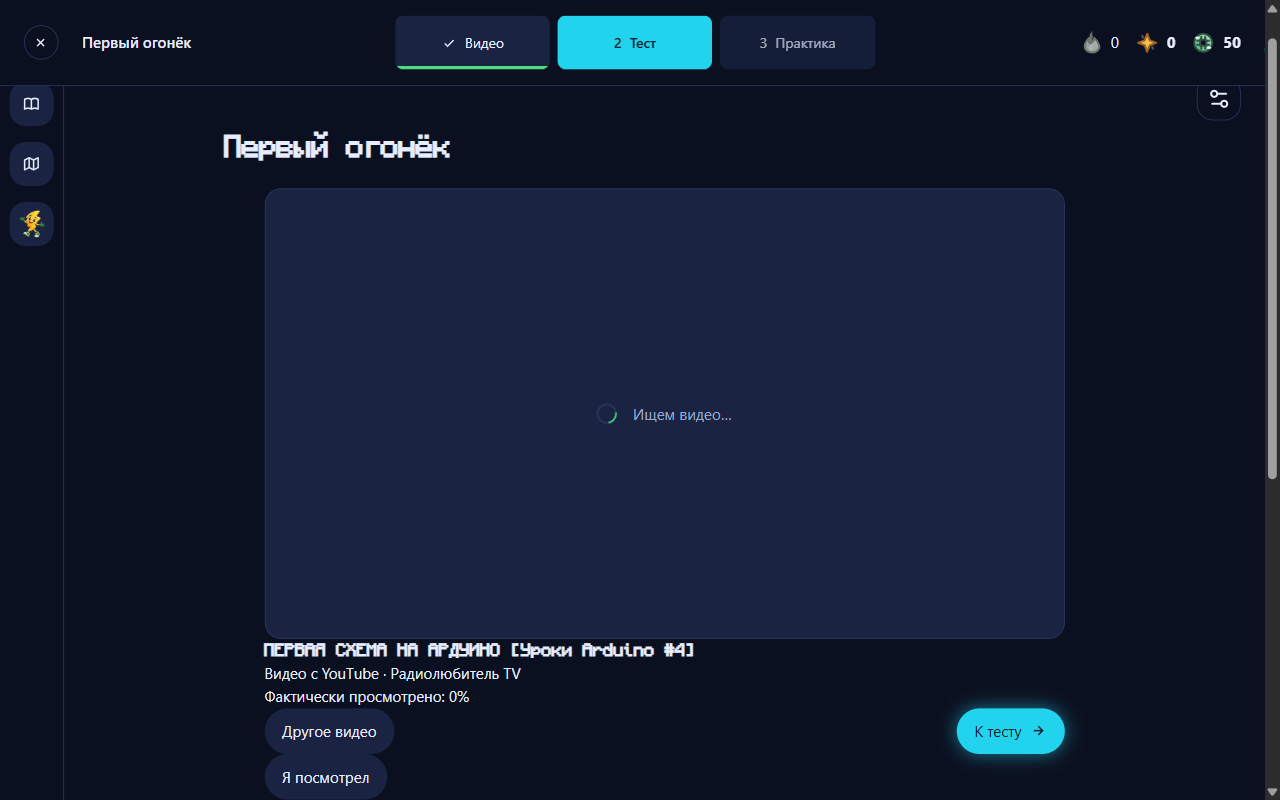 Первый огонёк
Видео
2 Тест
3 Практика
0
0
50
Первый огонёк
Ищем видео...
ПЕРВАЯ СХЕМА НА АРДУИНО [Уроки Arduino #4]
Видео с YouTube · Радиолюбитель TV
Фактически просмотрено: 0%
Другое видео
К тесту →
Я посмотрел